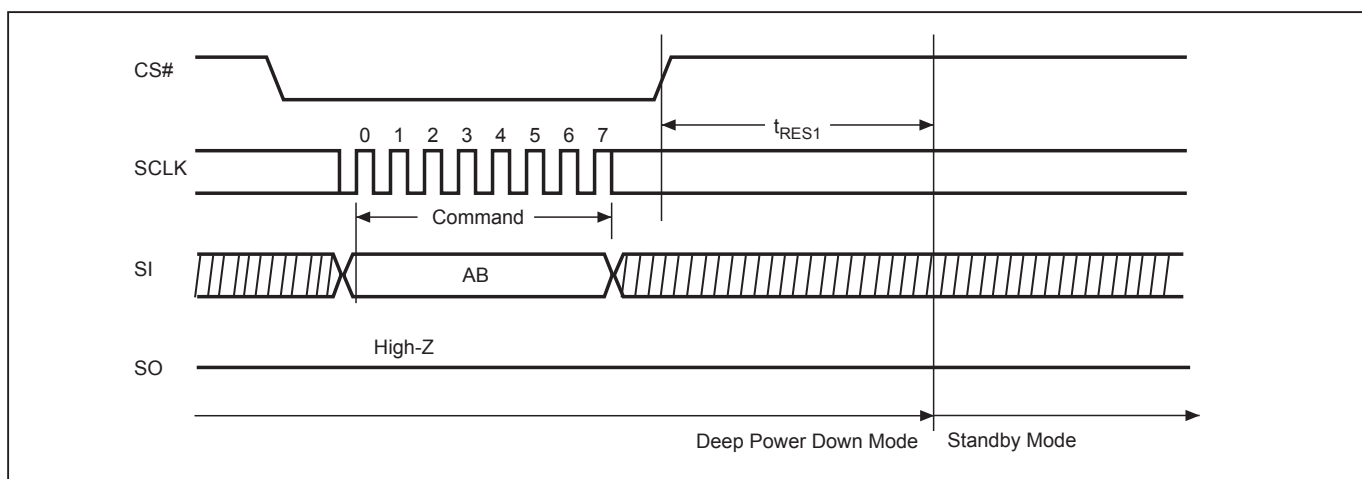 CS#
tRES1
0 1 2 3 4 5 6 7
SCLK
Command
SI
AB
High-Z
SO
Deep Power Down Mode Standby Mode